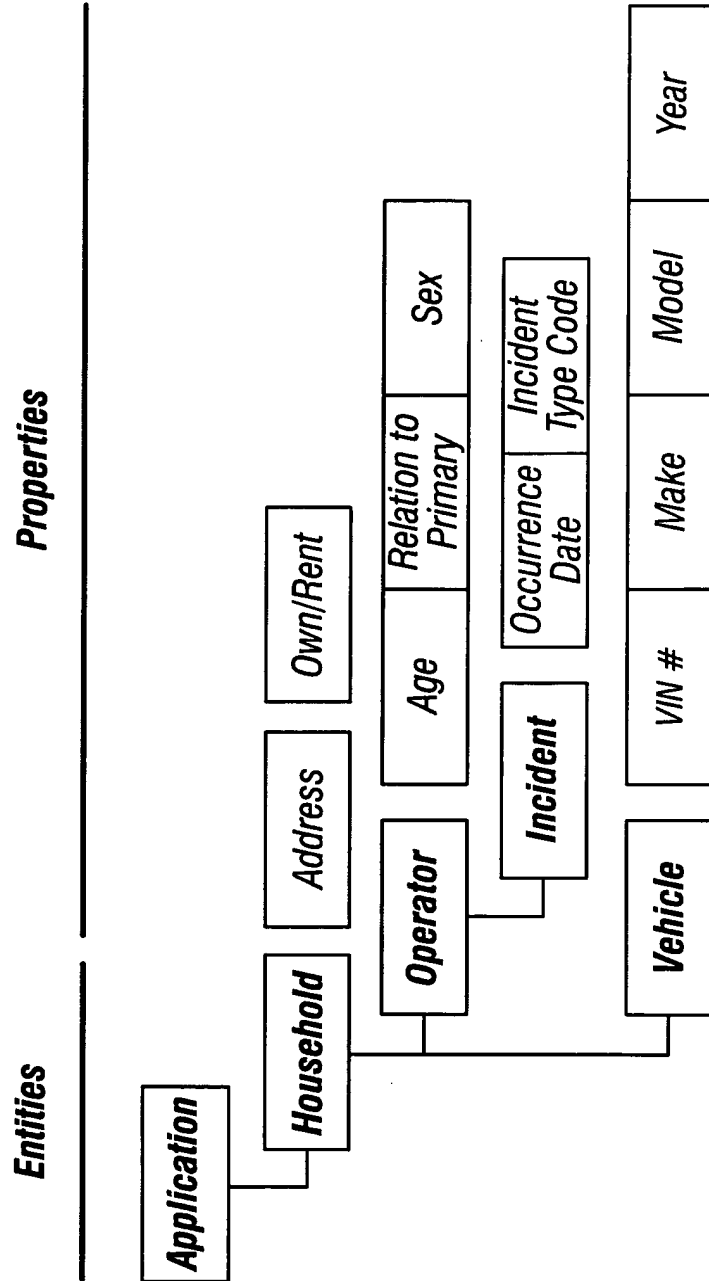 Entities
Properties
Application
Household
Address
Own/Rent
Operator
Age
Relation to
Primary
Sex
Incident
Occurrence
Date
Incident
Type Code
Vehicle
VIN #
Make
Model
Year